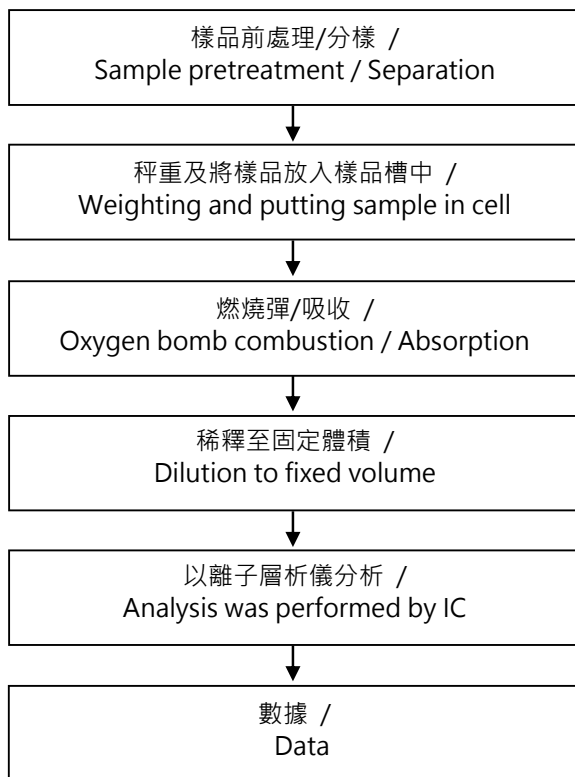 樣品前處理/分樣 /
Sample pretreatment / Separation
秤重及將樣品放入樣品槽中 /
Weighting and putting sample in cell
燃燒彈/吸收 /
Oxygen bomb combustion / Absorption
稀釋至固定體積 /
Dilution to fixed volume
以離子層析儀分析 /
Analysis was performed by IC
數據 /
Data